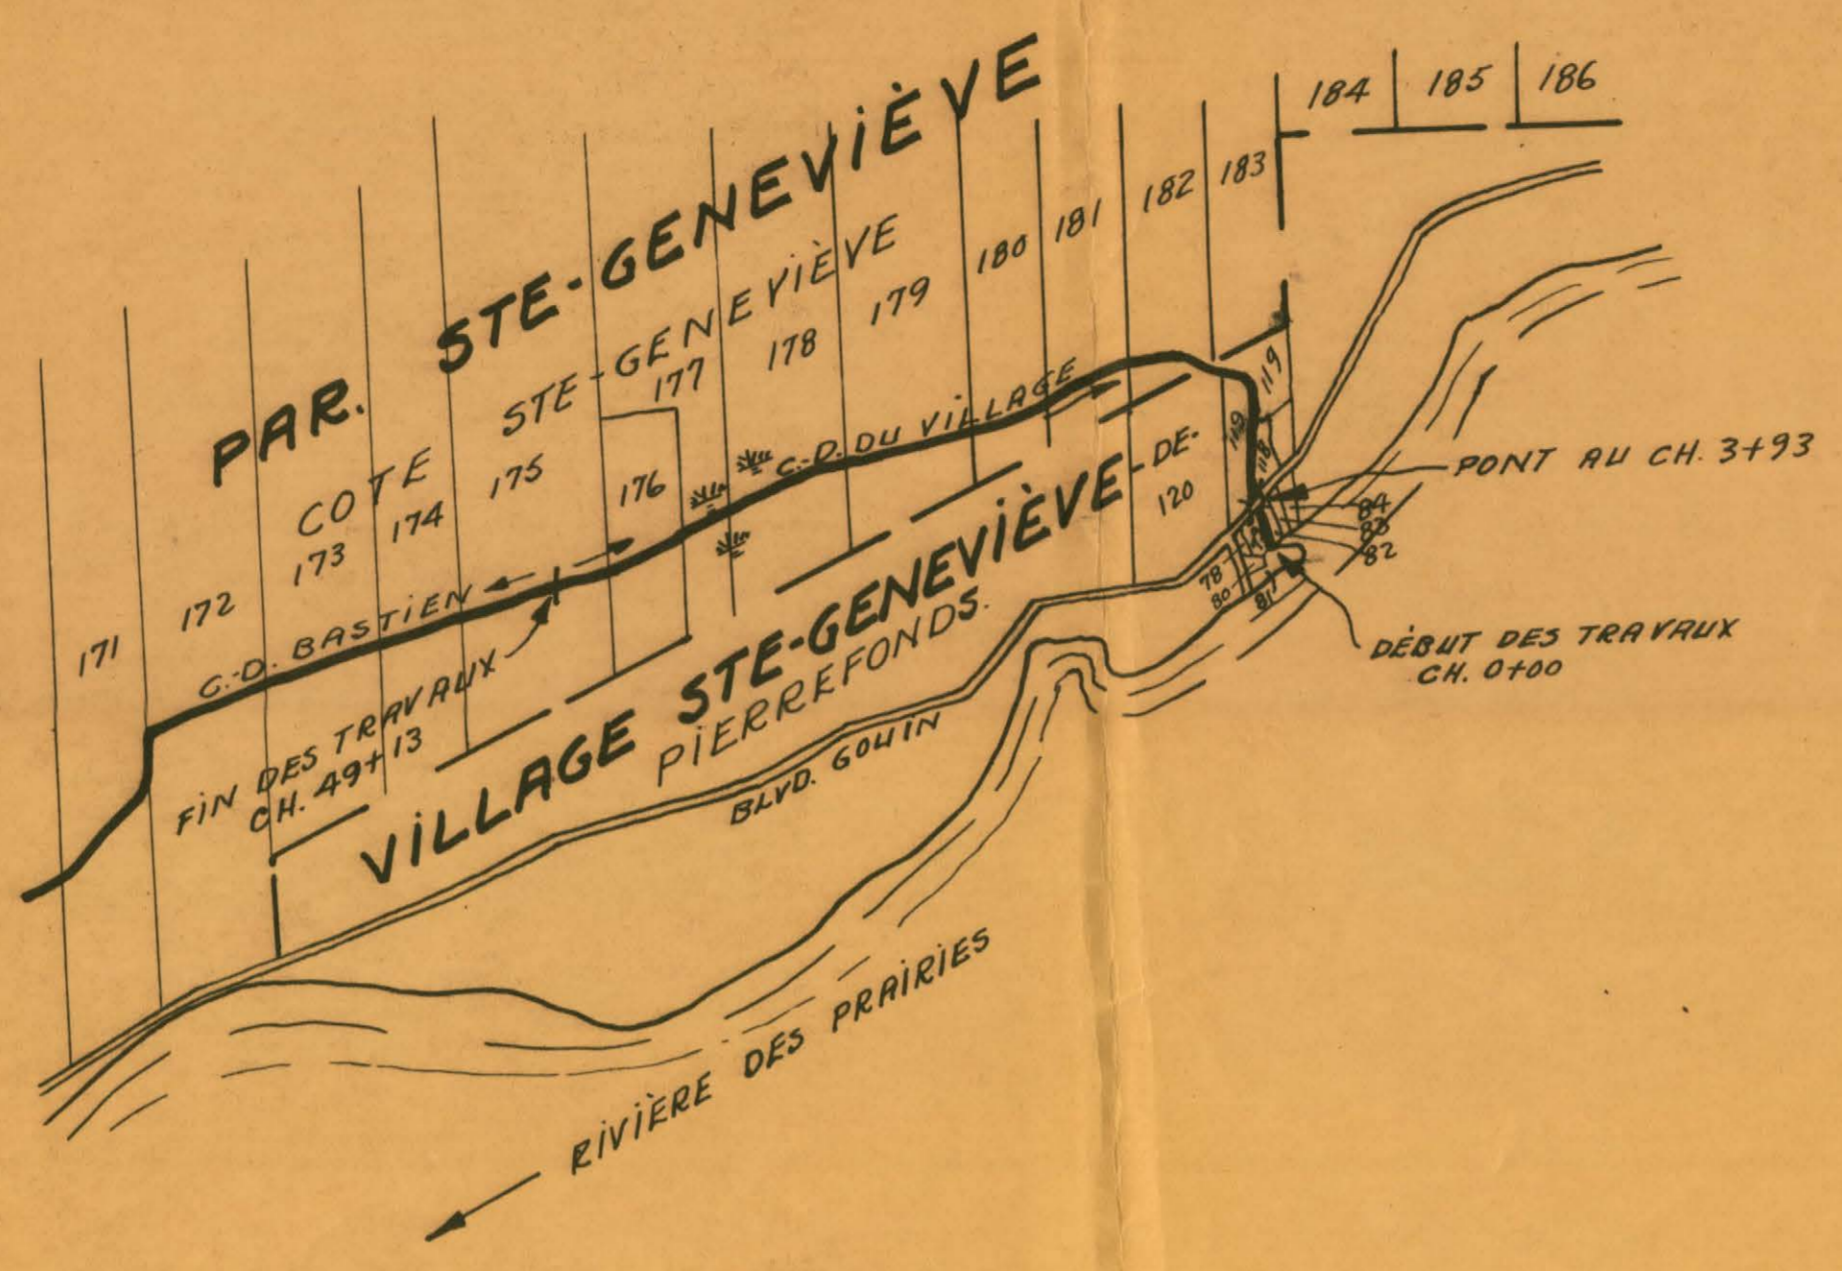 PAR. STE-GENEVIÈVE
COTE STE-GENEVIÈVE
184
185
186
183
182
181
180
179
178
177
176
175
174
173
172
171
119
118
120
C.-D. DU VILLAGE
C.-D. BASTIEN
PONT AU CH. 3+93
84
83
82
78
80
81
DÉBUT DES TRAVAUX
CH. 0+00
FIN DES TRAVAUX
CH. 49+13
VILLAGE STE-GENEVIÈVE-DE-
PIERREFONDS.
BLVD. GOUIN
RIVIÈRE DES PRAIRIES